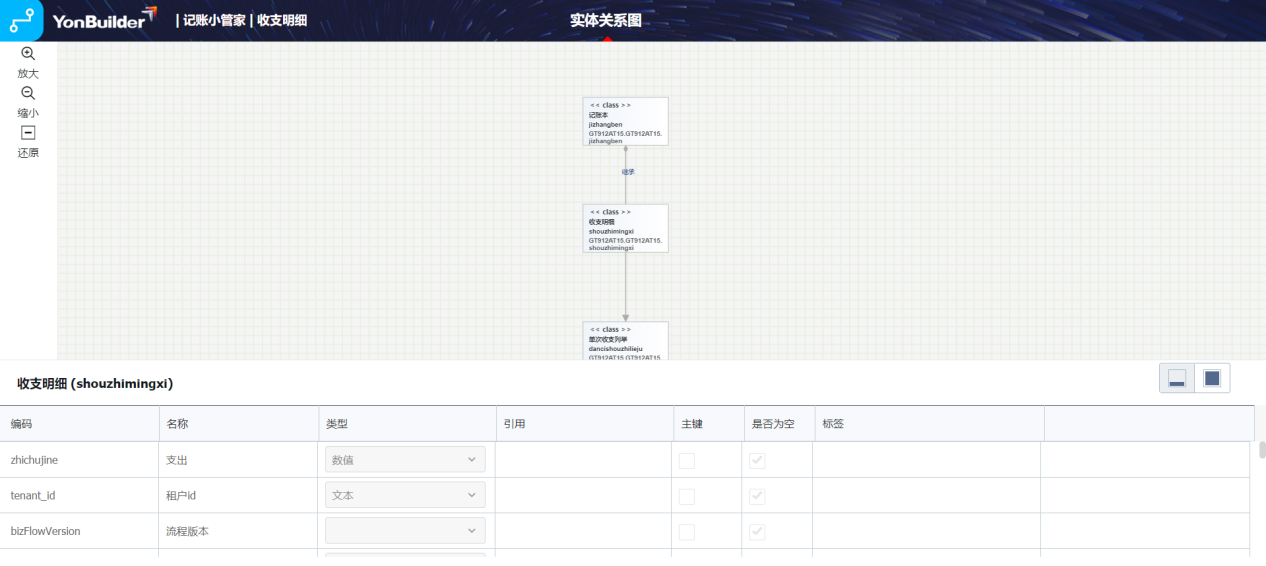 YonBuilder | 记账小管家 | 收支明细
实体关系图
放大
缩小
还原
<< class >>
记账本
jizhangben
GT912AT15.GT912AT15.
jizhangben
<< class >>
收支明细
shouzhimingxi
GT912AT15.GT912AT15.
shouzhimingxi
<< class >>
单次收支列举
dancishouzhilieju
GT912AT15.GT912AT15.
收支明细 (shouzhimingxi)
编码 名称 类型 引用 主键 是否为空 标签
zhichujine 支出 数值
tenant_id 租户id 文本
bizFlowVersion 流程版本